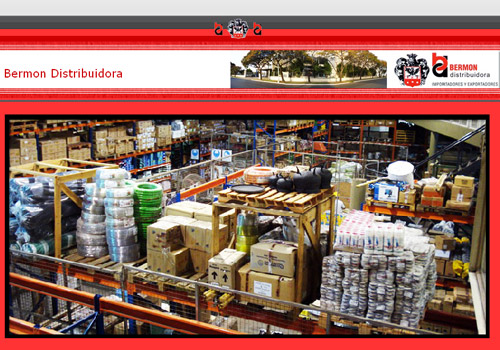 Bermon Distribuidora
BERMON
distribuidora
IMPORTADORES Y EXPORTADORES